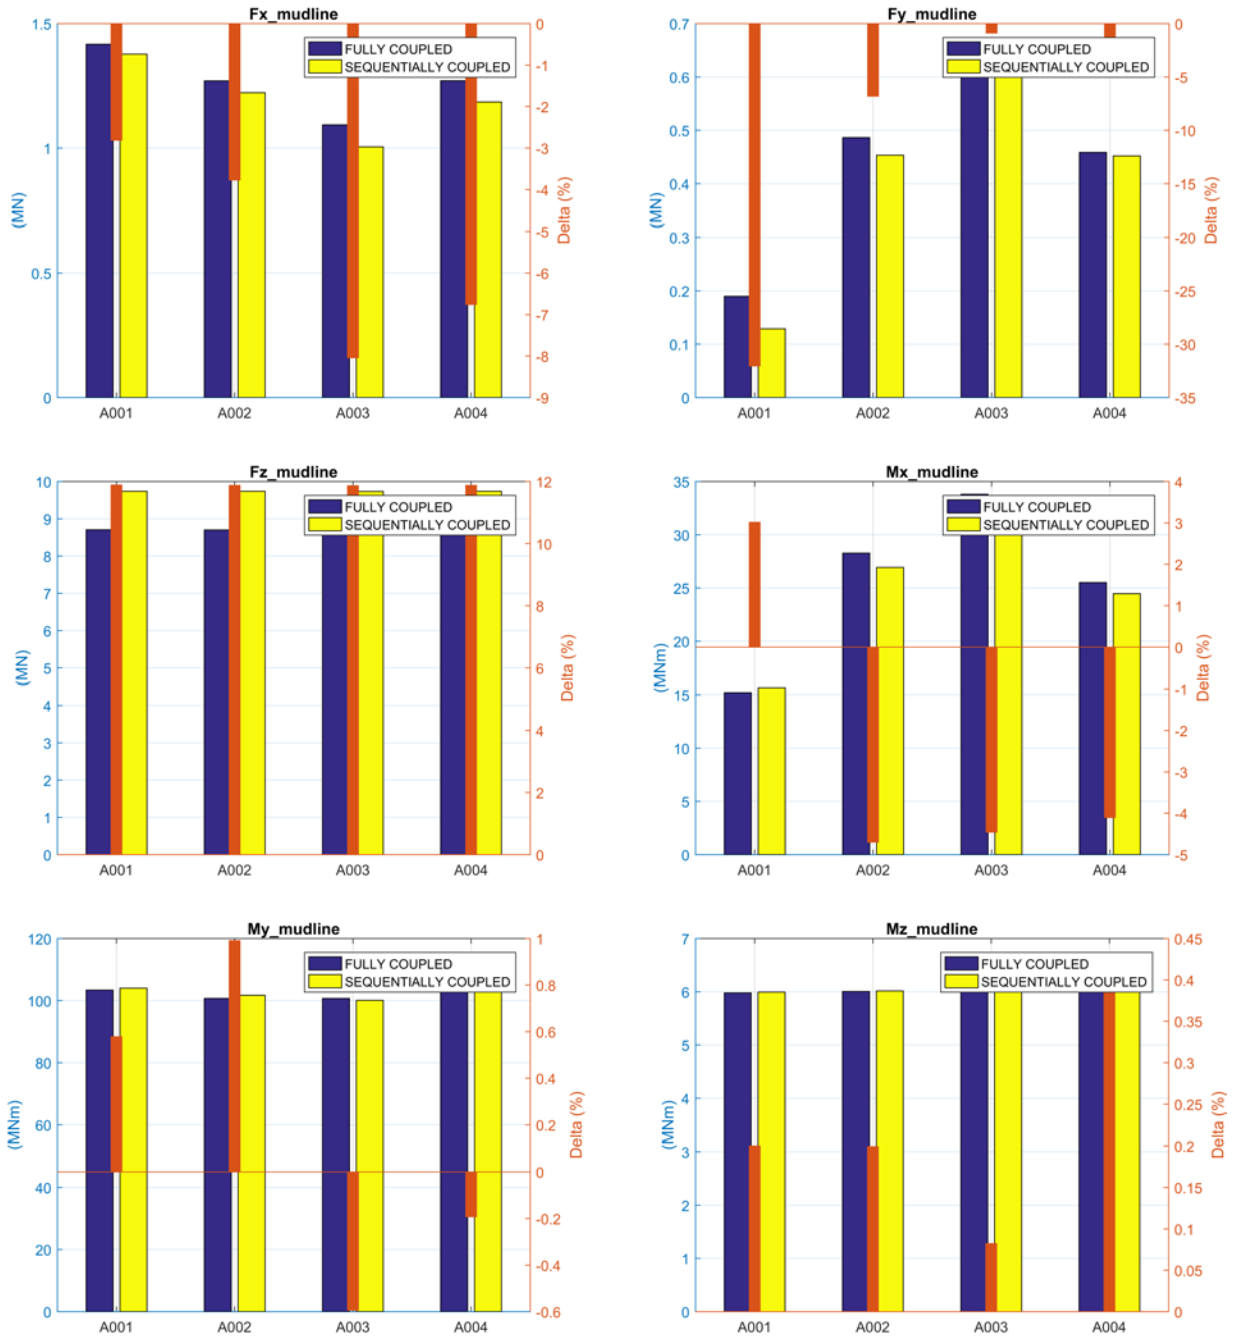 Fx_mudline
1.5
1
0.5
0
(MN)
FULLY COUPLED
SEQUENTIALLY COUPLED
0
-1
-2
-3
-4
-5
-6
-7
-8
-9
Delta (%)
A001 A002 A003 A004
Fy_mudline
0.7
0.6
0.5
0.4
0.3
0.2
0.1
0
(MN)
FULLY COUPLED
SEQUENTIALLY COUPLED
0
-5
-10
-15
-20
-25
-30
-35
Delta (%)
A001 A002 A003 A004
Fz_mudline
10
9
8
7
6
5
4
3
2
1
0
(MN)
FULLY COUPLED
SEQUENTIALLY COUPLED
12
10
8
6
4
2
0
Delta (%)
A001 A002 A003 A004
Mx_mudline
35
30
25
20
15
10
5
0
(MNm)
FULLY COUPLED
SEQUENTIALLY COUPLED
4
3
2
1
0
-1
-2
-3
-4
-5
Delta (%)
A001 A002 A003 A004
My_mudline
120
100
80
60
40
20
0
(MNm)
FULLY COUPLED
SEQUENTIALLY COUPLED
1
0.8
0.6
0.4
0.2
0
-0.2
-0.4
-0.6
Delta (%)
A001 A002 A003 A004
Mz_mudline
7
6
5
4
3
2
1
0
(MNm)
FULLY COUPLED
SEQUENTIALLY COUPLED
0.45
0.4
0.35
0.3
0.25
0.2
0.15
0.1
0.05
0
Delta (%)
A001 A002 A003 A004